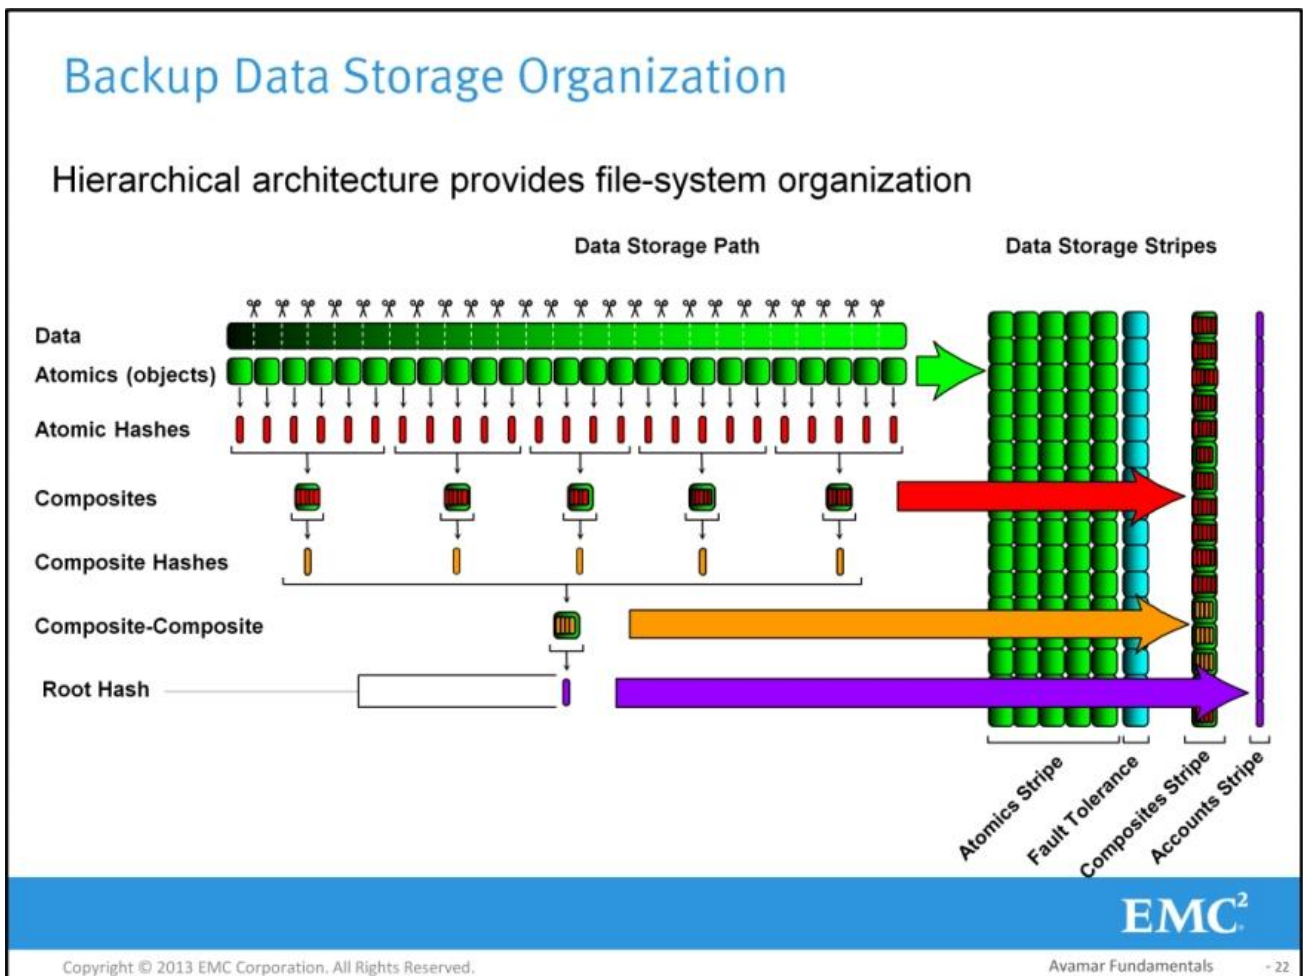 Backup Data Storage Organization
Hierarchical architecture provides file-system organization
Data Storage Path
Data Storage Stripes
Data
Atomics (objects)
Atomic Hashes
Composites
Composite Hashes
Composite-Composite
Root Hash
Atomics Stripe
Fault Tolerance
Composites Stripe
Accounts Stripe
EMC²
Copyright © 2013 EMC Corporation. All Rights Reserved.
Avamar Fundamentals - 22